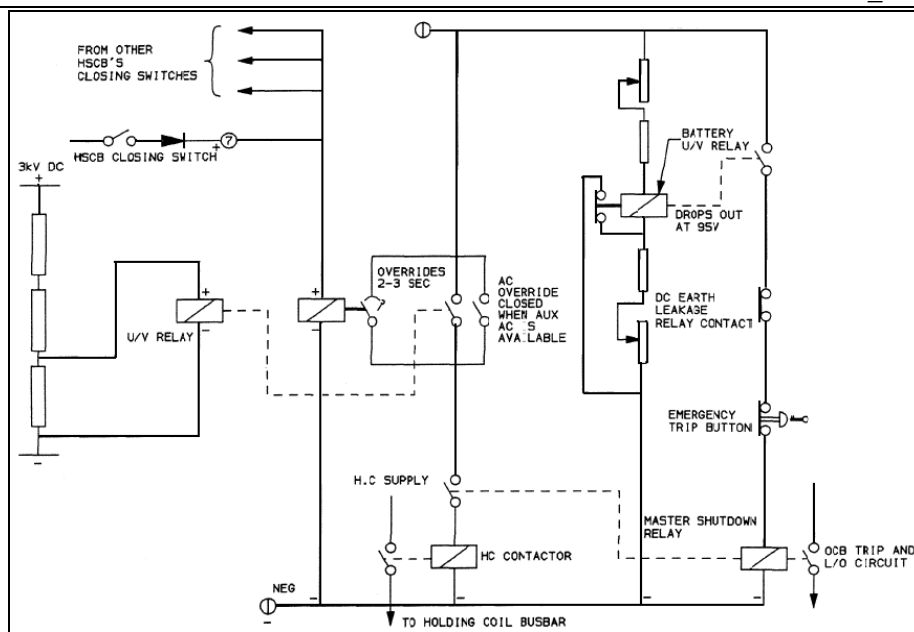 FROM OTHER
HSCB'S
CLOSING SWITCHES
+
7
HSCB CLOSING SWITCH
3kV DC
+
BATTERY
U/V RELAY
DROPS OUT
AT 95V
OVERRIDES
2-3 SEC
AC
OVERRIDE
CLOSED
WHEN AUX
AC IS
AVAILABLE
+
-
U/V RELAY
+
-
DC EARTH
LEAKAGE
RELAY CONTACT
EMERGENCY
TRIP BUTTON
-
H.C SUPPLY
MASTER SHUTDOWN
RELAY
HC CONTACTOR
OCB TRIP AND
L/O CIRCUIT
NEG
-
-
-
-
-
TO HOLDING COIL BUSBAR